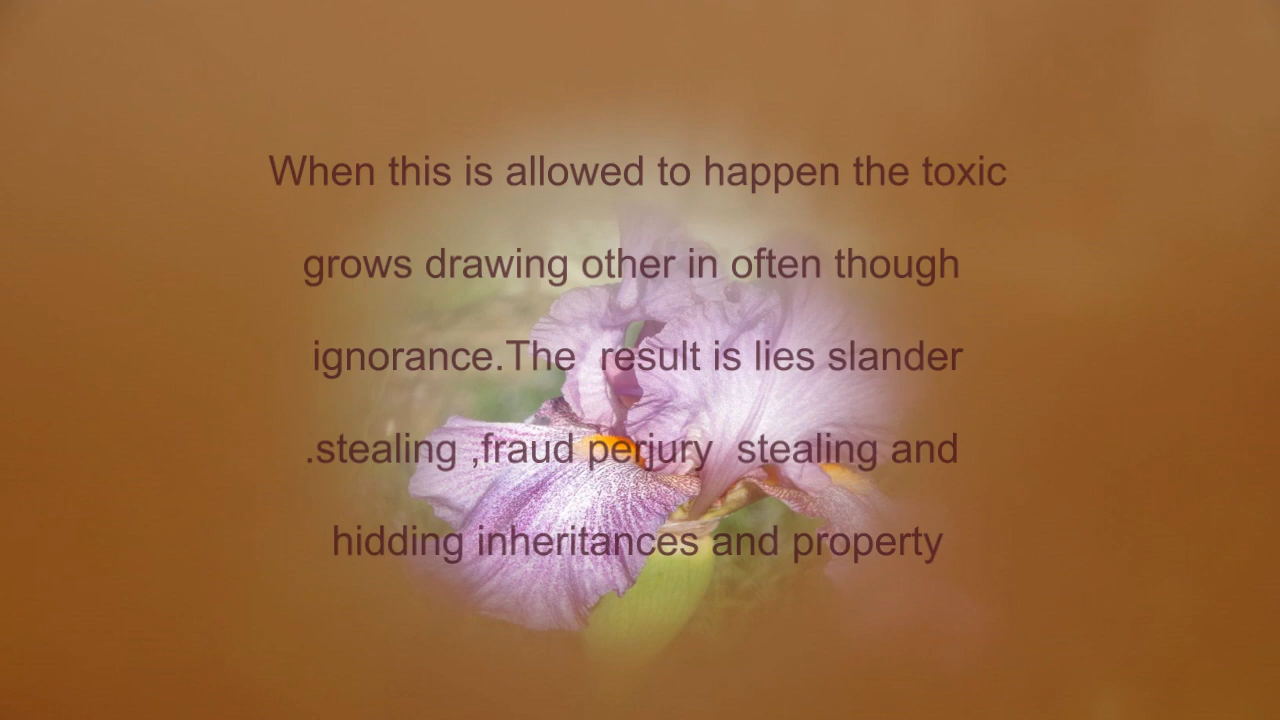 When this is allowed to happen the toxic
grows drawing other in often though
ignorance.The  result is lies slander
.stealing ,fraud perjury  stealing and
hidding inheritances and property